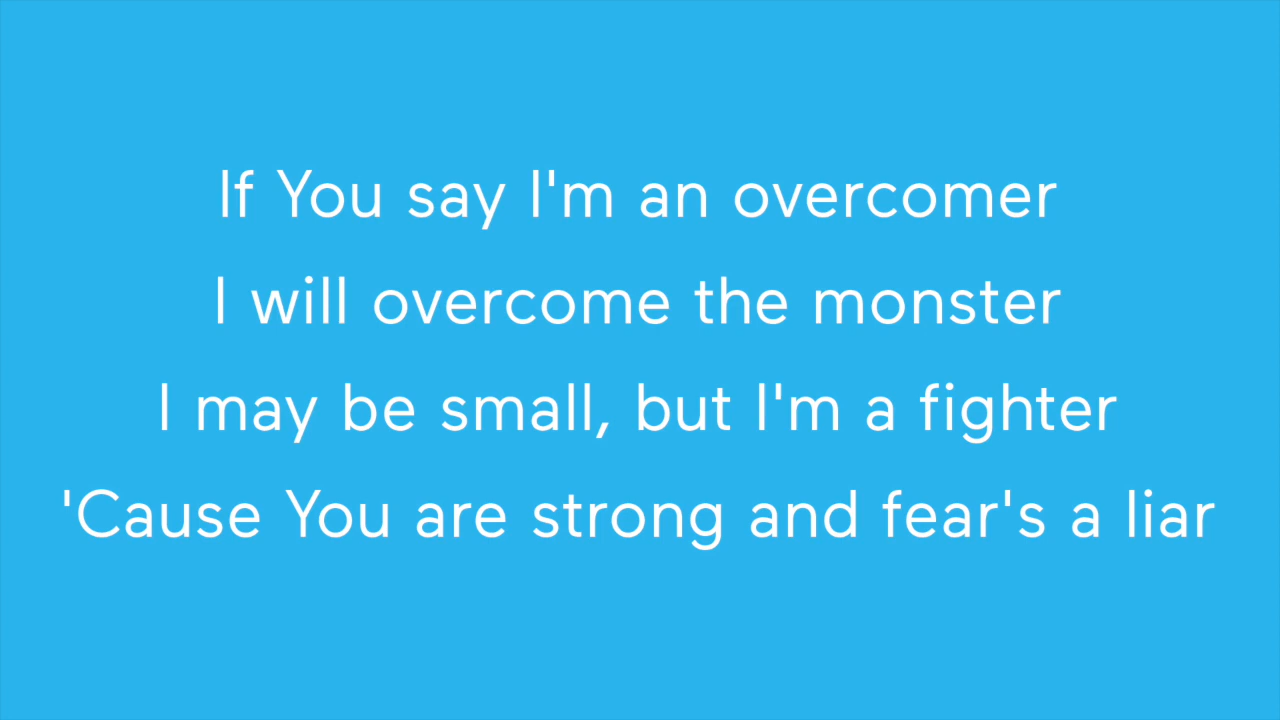 If You say I'm an overcomer
I will overcome the monster
I may be small, but I'm a fighter
'Cause You are strong and fear's a liar